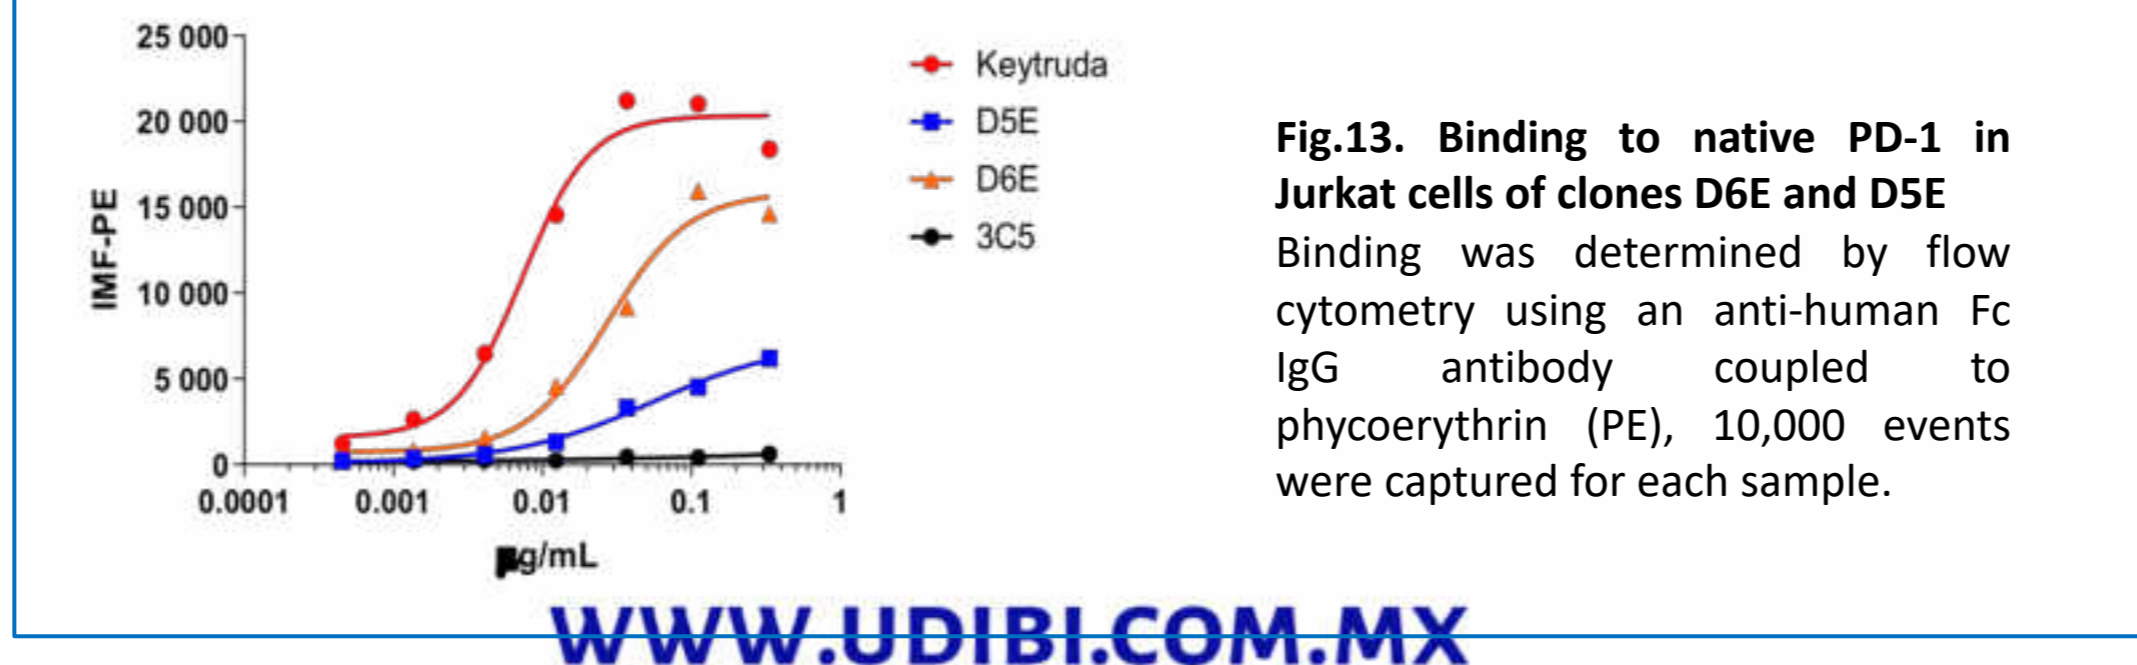 25 000
20 000
15 000
10 000
5 000
0
IMF-PE
0.0001
0.001
0.01
0.1
1
µg/mL
Keytruda
D5E
D6E
3C5
Fig.13. Binding to native PD-1 in
Jurkat cells of clones D6E and D5E
Binding was determined by flow
cytometry using an anti-human Fc
IgG antibody coupled to
phycoerythrin (PE), 10,000 events
were captured for each sample.
WWW.UDIBI.COM.MX